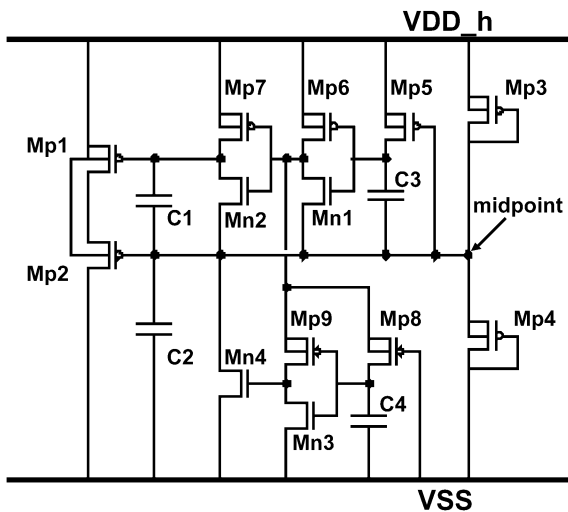 VDD_h
Mp7 Mp6 Mp5 Mp3
Mp1
C1 Mn2 Mn1 C3
midpoint
Mp2
C2 Mn4 Mp9 Mp8 Mp4
Mn3 C4
VSS